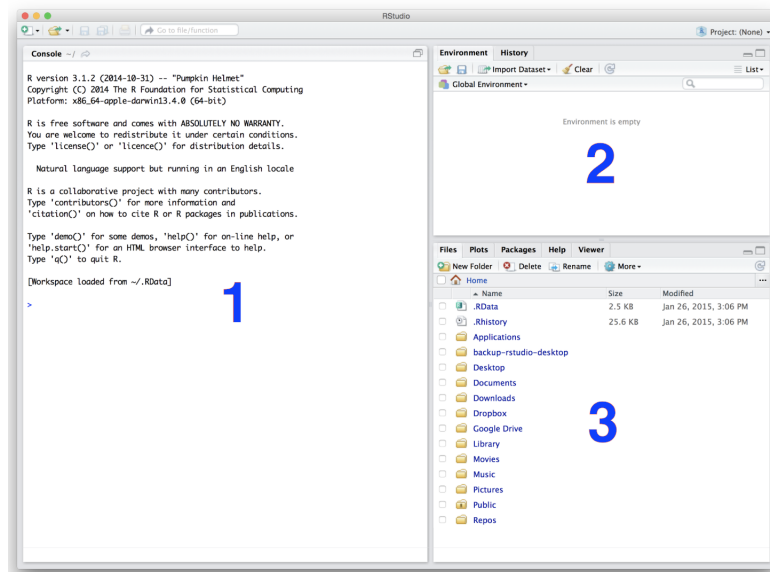 RStudio
Go to file/function
Project: (None)
Console ~/
R version 3.1.2 (2014-10-31) -- "Pumpkin Helmet"
Copyright (C) 2014 The R Foundation for Statistical Computing
Platform: x86_64-apple-darwin13.4.0 (64-bit)
R is free software and comes with ABSOLUTELY NO WARRANTY.
You are welcome to redistribute it under certain conditions.
Type 'license()' or 'licence()' for distribution details.
Natural language support but running in an English locale
R is a collaborative project with many contributors.
Type 'contributors()' for more information and
'citation()' on how to cite R or R packages in publications.
Type 'demo()' for some demos, 'help()' for on-line help, or
'help.start()' for an HTML browser interface to help.
Type 'q()' to quit R.
[Workspace loaded from ~/.RData]
>
1
Environment History
Import Dataset Clear List
Global Environment
Environment is empty
2
Files Plots Packages Help Viewer
New Folder Delete Rename More
Home ...
Name Size Modified
.RData 2.5 KB Jan 26, 2015, 3:06 PM
.Rhistory 25.6 KB Jan 26, 2015, 3:06 PM
Applications
backup-rstudio-desktop
Desktop
Documents
Downloads
Dropbox
Google Drive
Library
Movies
Music
Pictures
Public
Repos
3